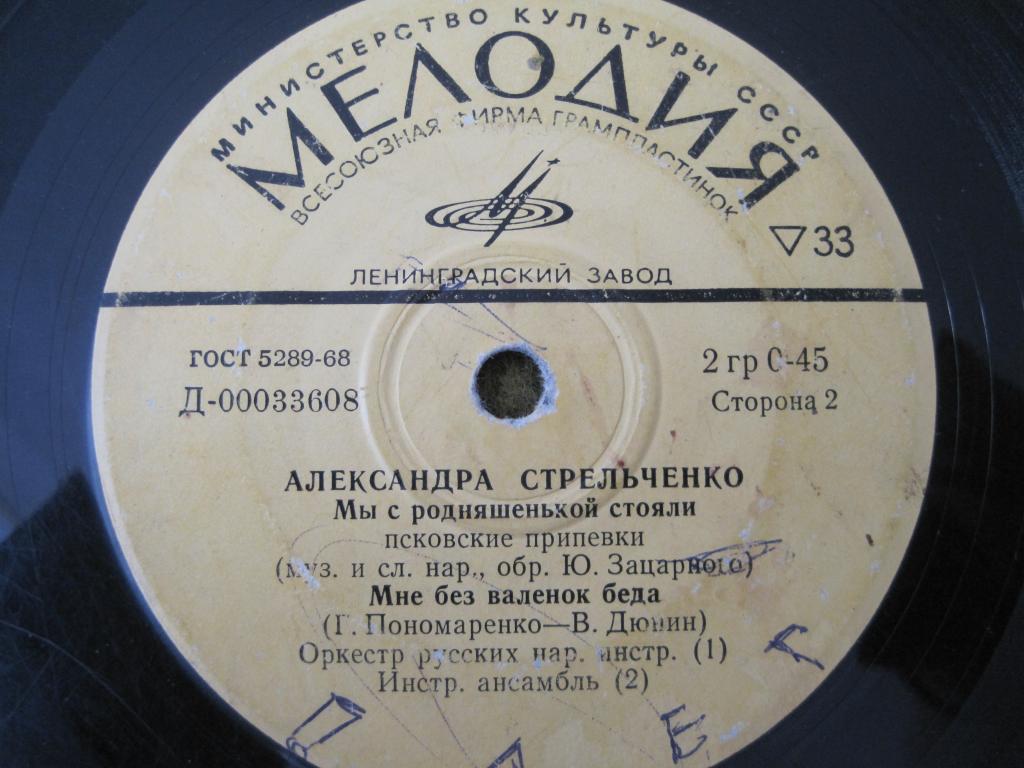 МИНИСТЕРСТВО КУЛЬТУРЫ СССР
МЕЛОДИЯ
ВСЕСОЮЗНАЯ ФИРМА ГРАМПЛАСТИНОК
▽33
ЛЕНИНГРАДСКИЙ ЗАВОД
ГОСТ 5289-68
2 гр 0-45
Д-00033608
Сторона 2
АЛЕКСАНДРА СТРЕЛЬЧЕНКО
Мы с родняшенькой стояли
псковские припевки
(муз. и сл. нар., обр. Ю. Зацарного)
Мне без валенок беда
(Г. Пономаренко—В. Дюнин)
Оркестр русских нар. инстр. (1)
Инстр. ансамбль (2)